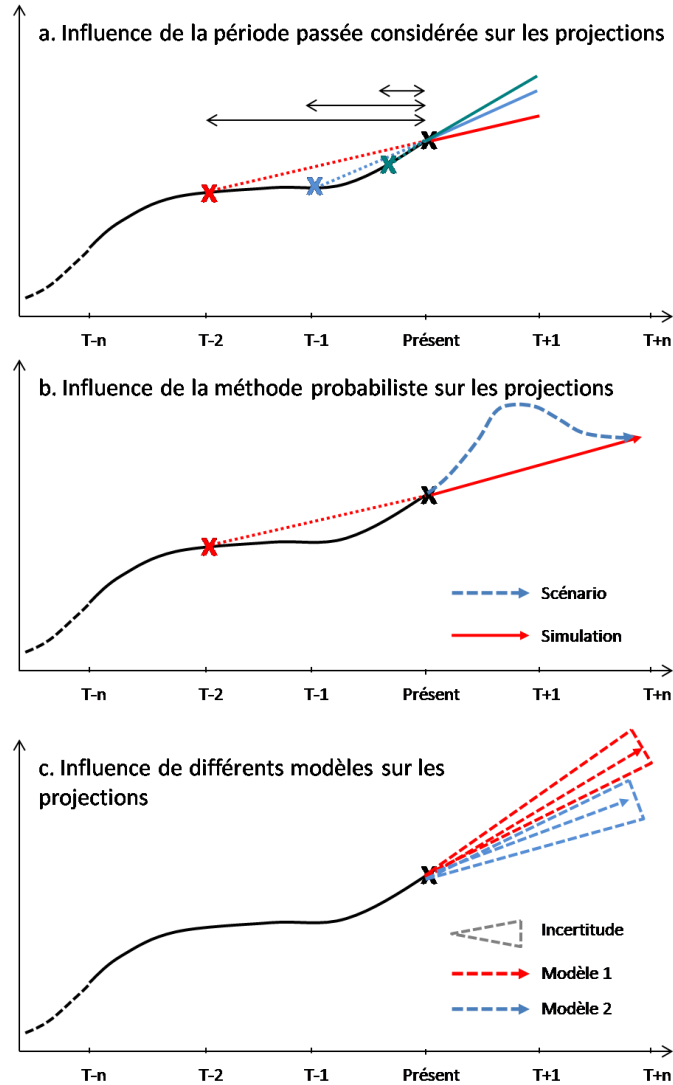 a. Influence de la période passée considérée sur les projections
T-n T-2 T-1 Présent T+1 T+n
b. Influence de la méthode probabiliste sur les projections
Scénario
Simulation
T-n T-2 T-1 Présent T+1 T+n
c. Influence de différents modèles sur les
projections
Incertitude
Modèle 1
Modèle 2
T-n T-2 T-1 Présent T+1 T+n